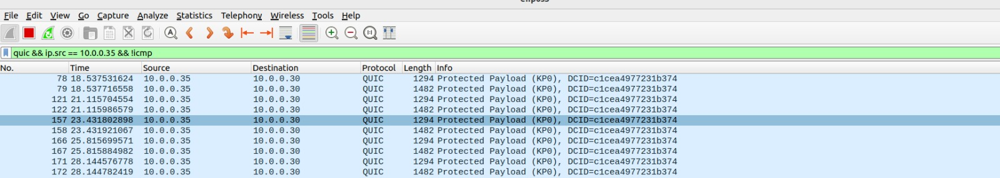 File Edit View Go Capture Analyze Statistics Telephony Wireless Tools Help
quic && ip.src == 10.0.0.35 && !icmp
No. Time Source Destination Protocol Length Info
78 18.537531624 10.0.0.35 10.0.0.30 QUIC 1294 Protected Payload (KP0), DCID=c1cea4977231b374
79 18.537716558 10.0.0.35 10.0.0.30 QUIC 1482 Protected Payload (KP0), DCID=c1cea4977231b374
121 21.115704554 10.0.0.35 10.0.0.30 QUIC 1294 Protected Payload (KP0), DCID=c1cea4977231b374
122 21.115986579 10.0.0.35 10.0.0.30 QUIC 1482 Protected Payload (KP0), DCID=c1cea4977231b374
157 23.431802898 10.0.0.35 10.0.0.30 QUIC 1294 Protected Payload (KP0), DCID=c1cea4977231b374
158 23.431921067 10.0.0.35 10.0.0.30 QUIC 1482 Protected Payload (KP0), DCID=c1cea4977231b374
166 25.815699571 10.0.0.35 10.0.0.30 QUIC 1294 Protected Payload (KP0), DCID=c1cea4977231b374
167 25.815884982 10.0.0.35 10.0.0.30 QUIC 1482 Protected Payload (KP0), DCID=c1cea4977231b374
171 28.144576778 10.0.0.35 10.0.0.30 QUIC 1294 Protected Payload (KP0), DCID=c1cea4977231b374
172 28.144782419 10.0.0.35 10.0.0.30 QUIC 1482 Protected Payload (KP0), DCID=c1cea4977231b374